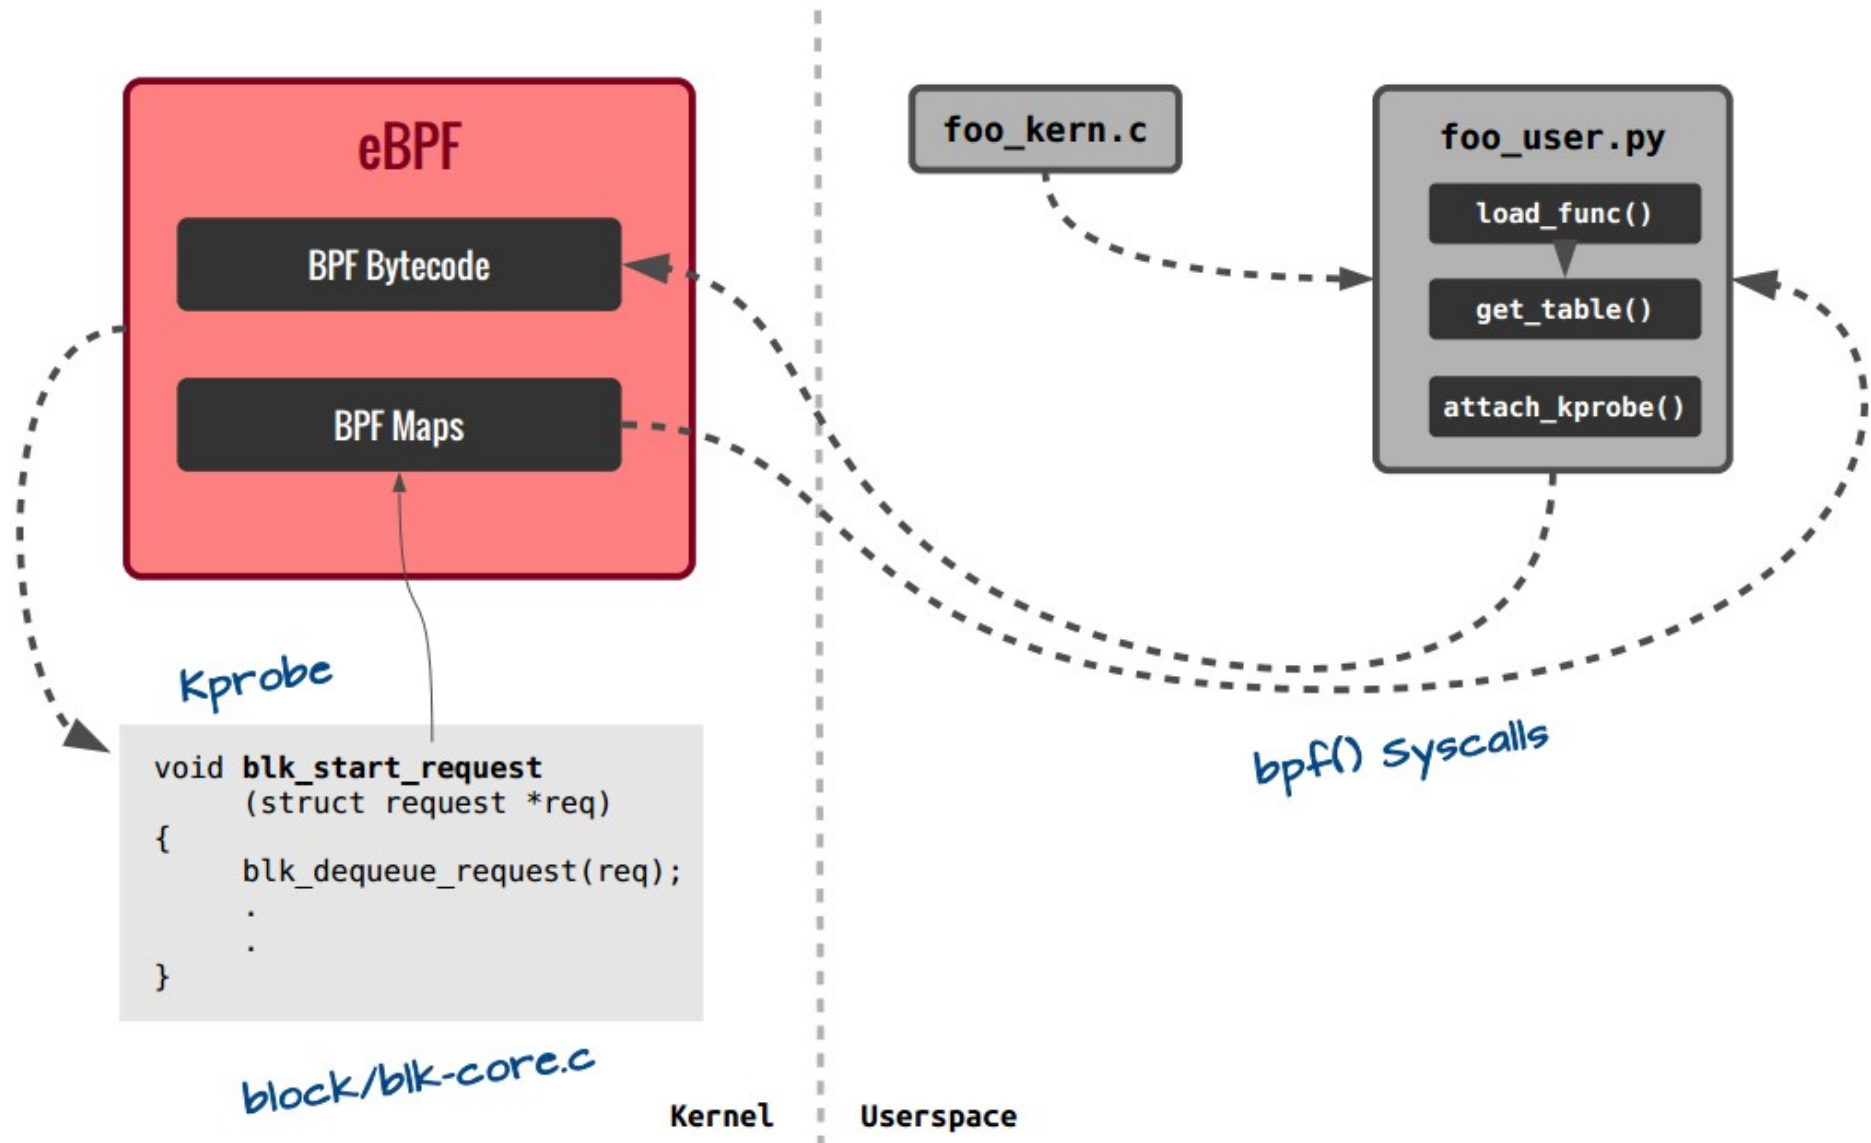 eBPF
BPF Bytecode
BPF Maps
Kprobe
void blk_start_request
(struct request *req)
{
blk_dequeue_request(req);
.
.
}
block/blk-core.c
Kernel
foo_kern.c
foo_user.py
load_func()
get_table()
attach_kprobe()
bpf() Syscalls
Userspace